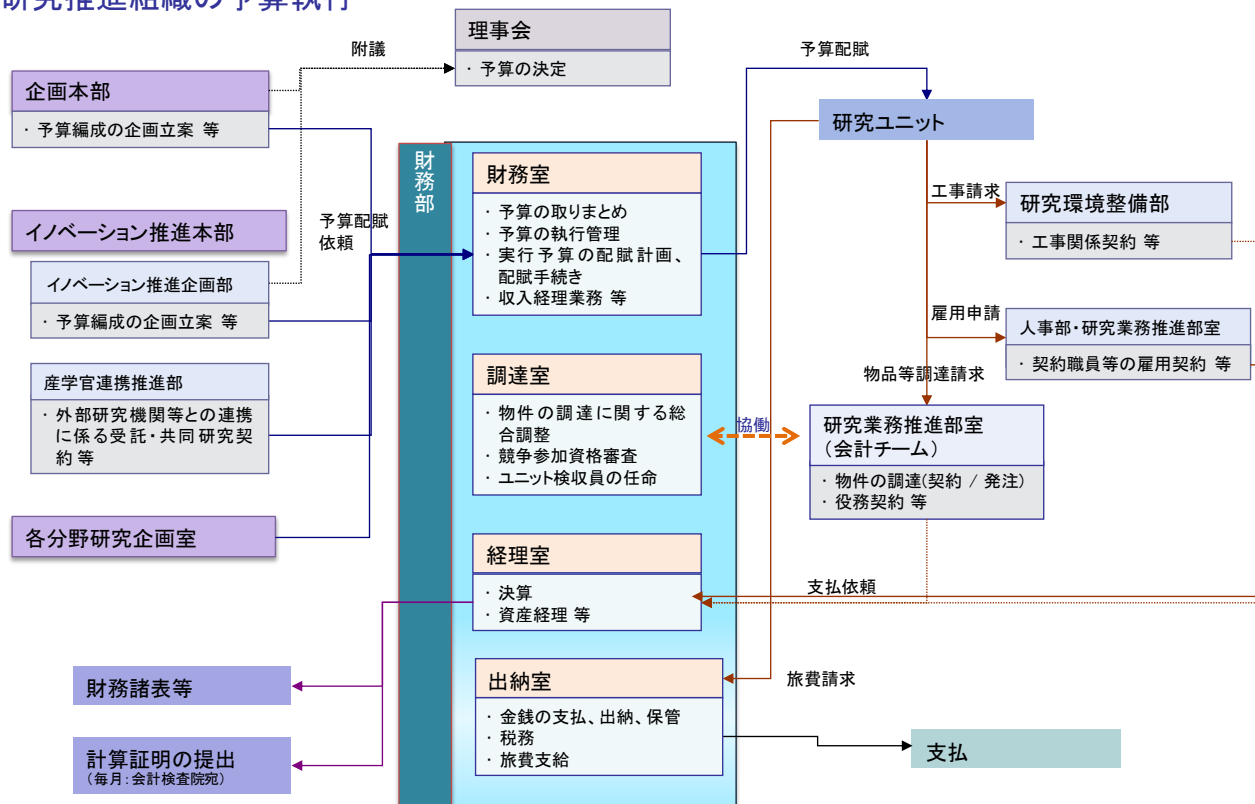 研究推進組織の予算執行
理事会
・ 予算の決定
附議
予算配賦
企画本部
・ 予算編成の企画立案 等
研究ユニット
財務部
財務室
・ 予算の取りまとめ
・ 予算の執行管理
・ 実行予算の配賦計画、
配賦手続き
・ 収入経理業務 等
予算配賦
依頼
イノベーション推進本部
イノベーション推進企画部
・ 予算編成の企画立案 等
工事請求
研究環境整備部
・ 工事関係契約 等
雇用申請
人事部・研究業務推進部室
・ 契約職員等の雇用契約 等
産学官連携推進部
・ 外部研究機関等との連携
に係る受託・共同研究契
約 等
調達室
・ 物件の調達に関する総
合調整
・ 競争参加資格審査
・ ユニット検収員の任命
協働
物品等調達請求
研究業務推進部室
(会計チーム)
・ 物件の調達(契約 / 発注)
・ 役務契約 等
各分野研究企画室
経理室
・ 決算
・ 資産経理 等
支払依頼
財務諸表等
出納室
・ 金銭の支払、出納、保管
・ 税務
・ 旅費支給
旅費請求
計算証明の提出
(毎月:会計検査院宛)
支払